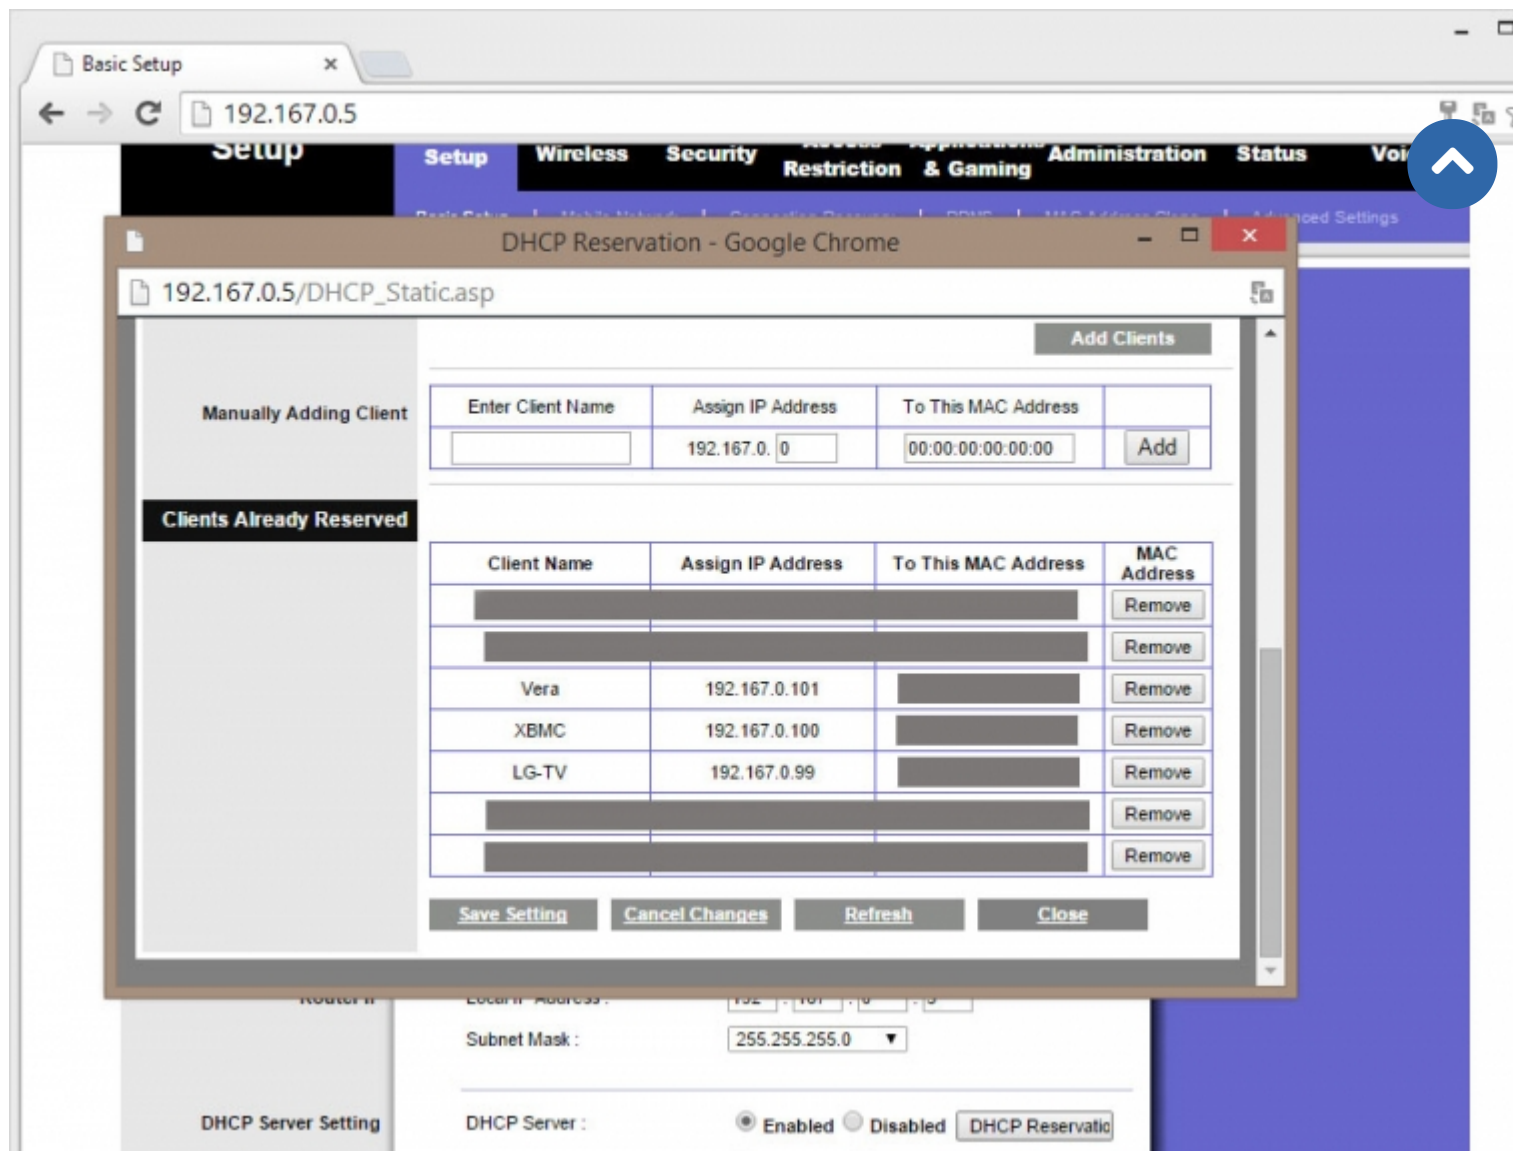 Basic Setup
192.167.0.5
Setup
Setup
Wireless
Security
Restriction
& Gaming
Administration
Status
Advanced Settings
DHCP Reservation - Google Chrome
192.167.0.5/DHCP_Static.asp
Add Clients
Manually Adding Client
Enter Client Name Assign IP Address To This MAC Address
192.167.0. 0 00:00:00:00:00:00 Add
Clients Already Reserved
Client Name Assign IP Address To This MAC Address MAC Address
Remove
Remove
Vera 192.167.0.101 Remove
XBMC 192.167.0.100 Remove
LG-TV 192.167.0.99 Remove
Remove
Remove
Save Setting Cancel Changes Refresh Close
Subnet Mask : 255.255.255.0
DHCP Server Setting DHCP Server : Enabled Disabled DHCP Reservatio